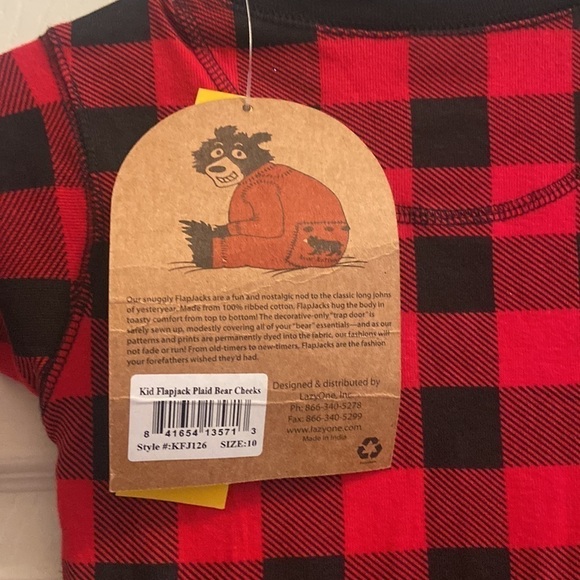 Our snuggly FlapJacks are a fun and nostalgic nod to the classic long johns
of yesteryear. Made from 100% ribbed cotton, FlapJacks hug the body in
toasty comfort from top to bottom! The decorative-only "trap door" is
safely sewn up, modestly covering all of your "bear" essentials—and as our
patterns and prints are permanently dyed into the fabric, our fashions will
not fade or run! From old-timers to new-timers, FlapJacks are the fashion
your forefathers wished they'd had.
Kid Flapjack Plaid Bear Cheeks
8 41654 13571 3
Style #:KFJ126 SIZE:10
Designed & distributed by
LazyOne, Inc.
Ph: 866-340-5278
Fax: 866-340-5299
www.lazyone.com
Made in India